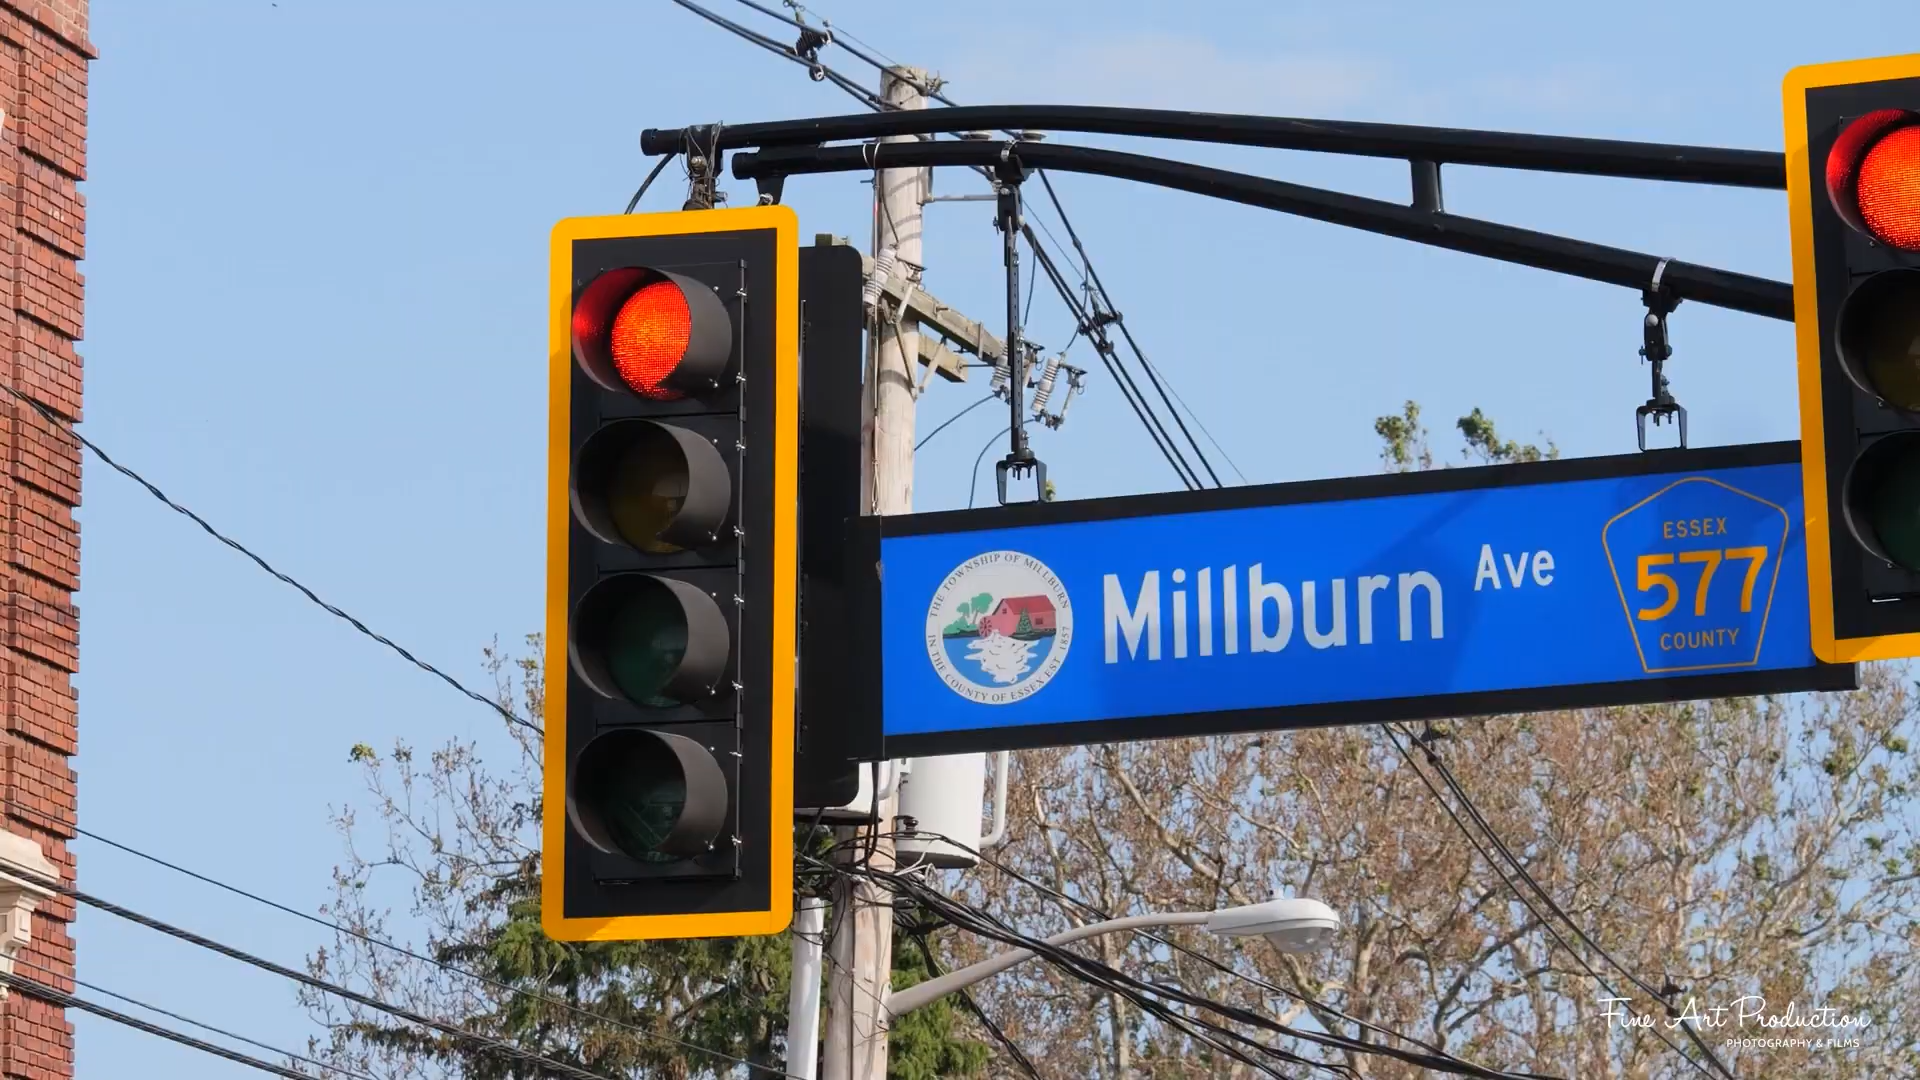 THE TOWNSHIP OF MILLBURN
IN THE COUNTY OF ESSEX EST. 1857
Millburn Ave
ESSEX
577
COUNTY
Fine Art Production
PHOTOGRAPHY & FILMS